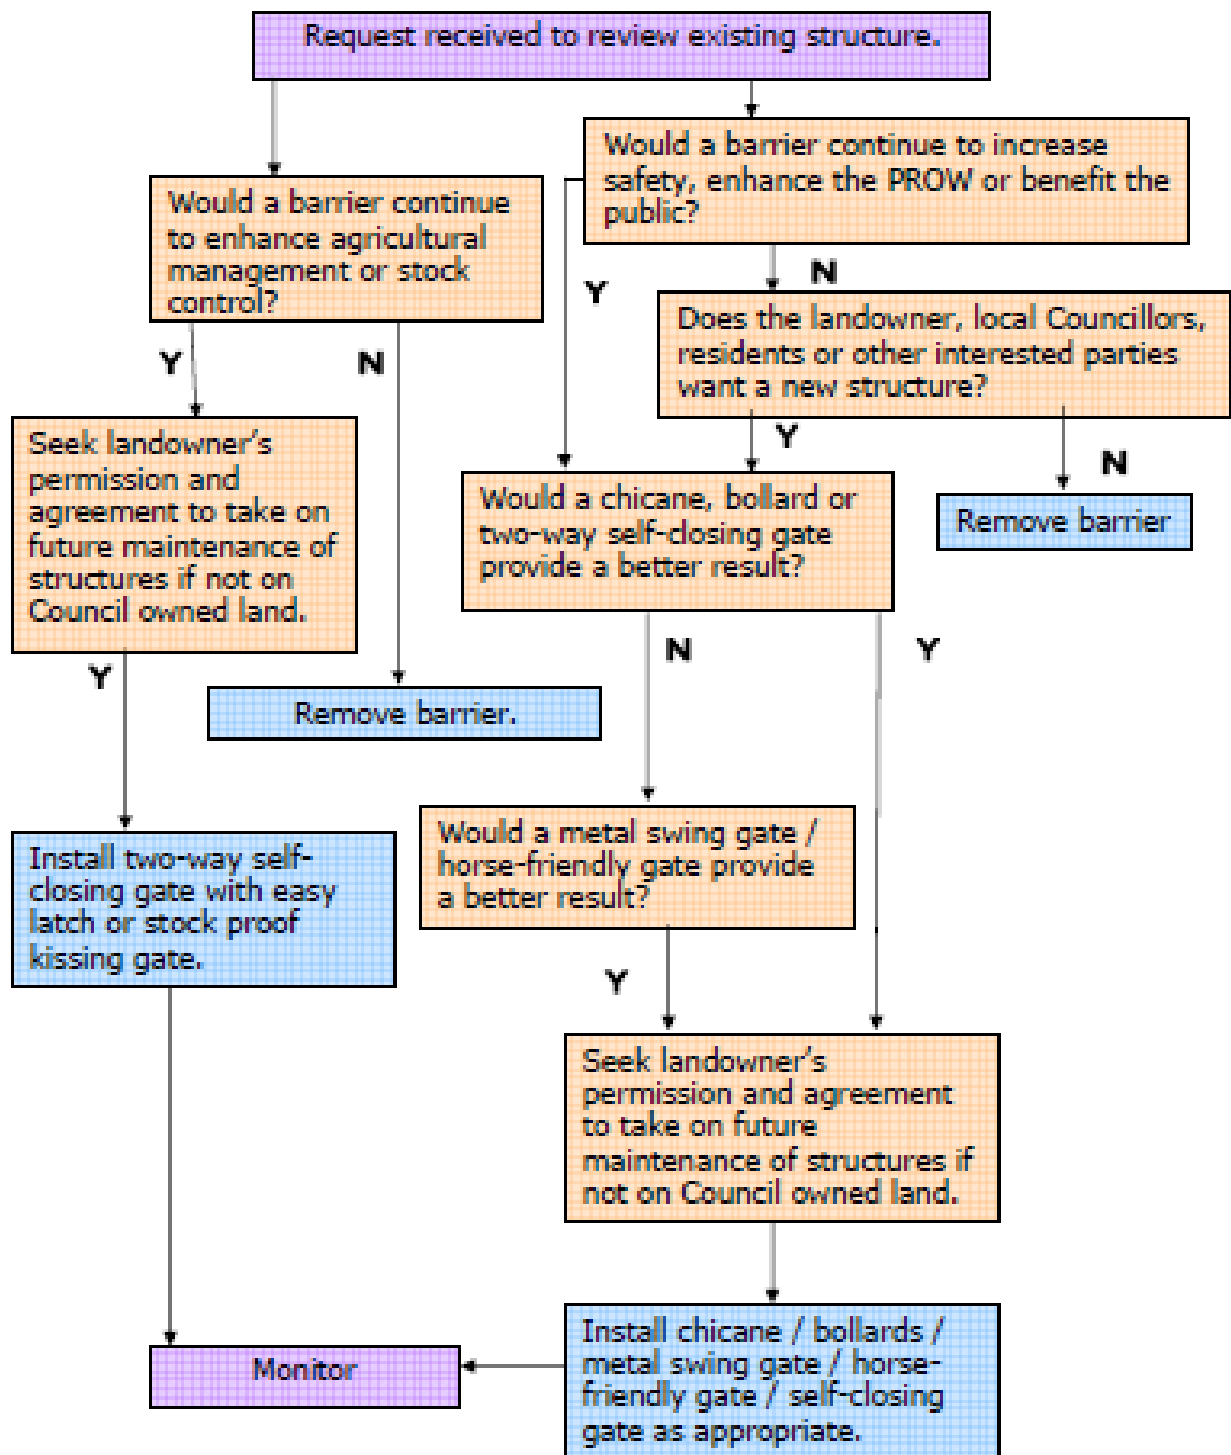 Request received to review existing structure.
Would a barrier continue to increase
safety, enhance the PROW or benefit the
public?
Would a barrier continue
to enhance agricultural
management or stock
control?
N
Y
Does the landowner, local Councillors,
residents or other interested parties
want a new structure?
Y
N
Y
N
Seek landowner's
permission and
agreement to take on
future maintenance of
structures if not on
Council owned land.
Would a chicane, bollard or
two-way self-closing gate
provide a better result?
Remove barrier
N
Y
Y
Remove barrier.
Install two-way self-
closing gate with easy
latch or stock proof
kissing gate.
Would a metal swing gate /
horse-friendly gate provide
a better result?
Y
Seek landowner's
permission and agreement
to take on future
maintenance of structures if
not on Council owned land.
Monitor
Install chicane / bollards /
metal swing gate / horse-
friendly gate / self-closing
gate as appropriate.